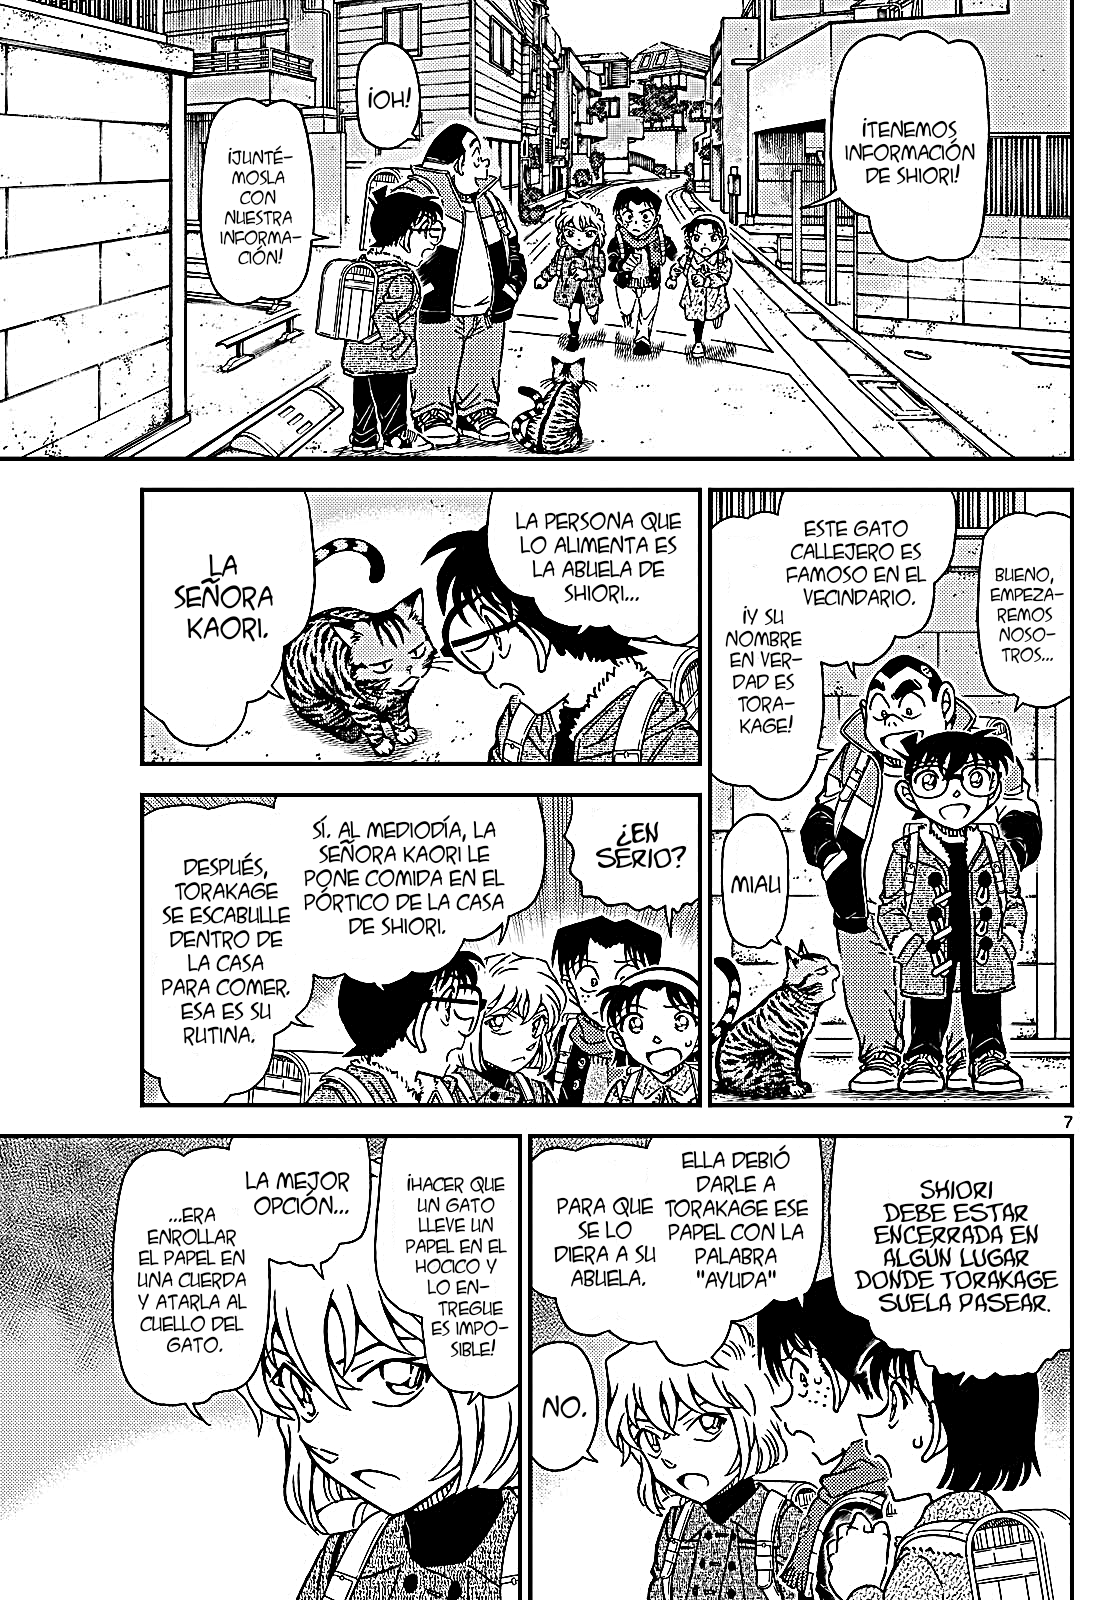 ¡TENEMOS
INFORMACIÓN
DE SHIORI!
¡OH!
¡JUNTÉ-
MOSLA
CON
NUESTRA
INFORMA-
CIÓN!
BUENO,
EMPEZA-
REMOS
NOSO-
TROS...
ESTE GATO
CALLEJERO ES
FAMOSO EN EL
VECINDARIO.
¡Y SU
NOMBRE
EN VER-
DAD ES
TORA-
KAGE!
MIAU
LA PERSONA QUE
LO ALIMENTA ES
LA ABUELA DE
SHIORI...
LA
SEÑORA
KAORI.
¿EN
SERIO?
SÍ. AL MEDIODÍA, LA
SEÑORA KAORI LE
PONE COMIDA EN EL
PÓRTICO DE LA CASA
DE SHIORI.
DESPUÉS,
TORAKAGE
SE ESCABULLE
DENTRO DE
LA CASA
PARA COMER.
ESA ES SU
RUTINA.
7
SHIORI
DEBE ESTAR
ENCERRADA EN
ALGÚN LUGAR
DONDE TORAKAGE
SUELA PASEAR.
ELLA DEBIÓ
DARLE A
TORAKAGE ESE
PAPEL CON LA
PALABRA
"AYUDA"
PARA QUE
SE LO
DIERA A SU
ABUELA.
NO.
¡HACER QUE
UN GATO
LLEVE UN
PAPEL EN EL
HOCICO Y
LO EN-
TREGUE
ES IMPO-
SIBLE!
LA MEJOR
OPCIÓN...
...ERA
ENROLLAR
EL PAPEL EN
UNA CUERDA
Y ATARLA AL
CUELLO DEL
GATO.